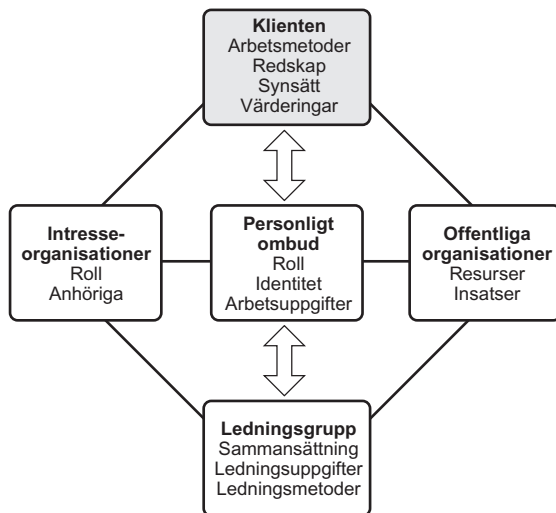 Klienten
Arbetsmetoder
Redskap
Synsätt
Värderingar
Intresse-
organisationer
Roll
Anhöriga
Personligt
ombud
Roll
Identitet
Arbetsuppgifter
Offentliga
organisationer
Resurser
Insatser
Ledningsgrupp
Sammansättning
Ledningsuppgifter
Ledningsmetoder